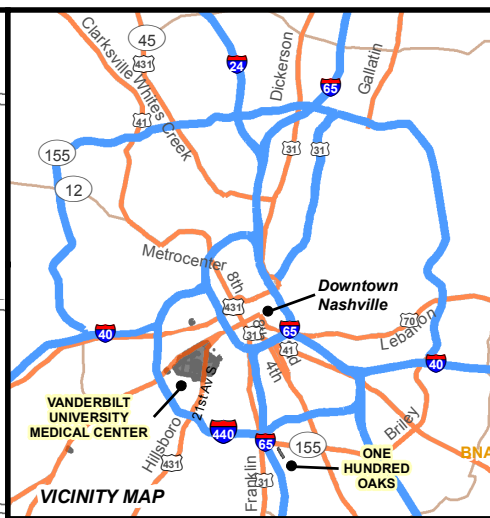 45
431
Clarksville
Whites Creek
41
24
Dickerson
65
Gallatin
31
31
155
12
Metrocenter
8th
431
Downtown
Nashville
31
8th
65
41
4th
70
Lebanon
40
40
VANDERBILT
UNIVERSITY
MEDICAL CENTER
21st Av S
Hillsboro
431
440
65
155
Briley
BNA
ONE
HUNDRED
OAKS
Franklin
31
VICINITY MAP